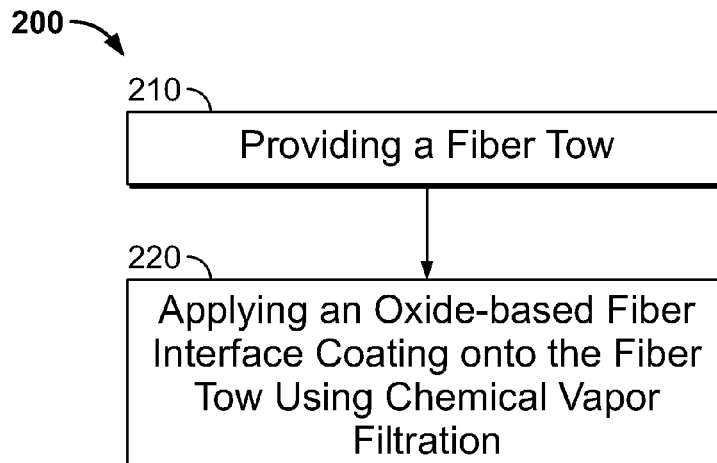 200
210
Providing a Fiber Tow
220
Applying an Oxide-based Fiber
Interface Coating onto the Fiber
Tow Using Chemical Vapor
Filtration